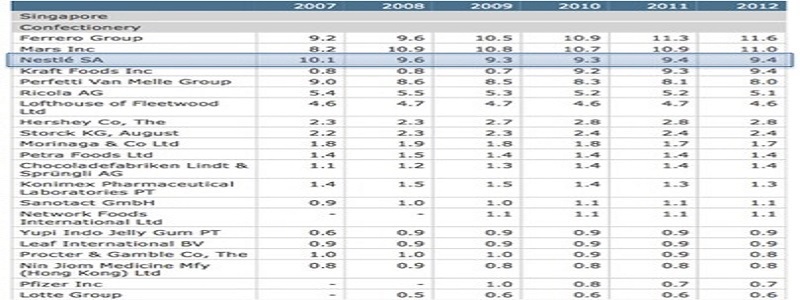 2007 2008 2009 2010 2011 2012
Singapore
Confectionery
Ferrero Group 9.2 9.6 10.5 10.9 11.3 11.6
Mars Inc 8.2 10.9 10.8 10.7 10.9 11.0
Nestlé SA 10.1 9.6 9.3 9.3 9.4 9.4
Kraft Foods Inc 0.8 0.8 0.7 9.2 9.3 9.4
Perfetti Van Melle Group 9.0 8.6 8.5 8.3 8.1 8.0
Ricola AG 5.4 5.5 5.3 5.2 5.2 5.1
Lofthouse of Fleetwood 4.6 4.7 4.7 4.6 4.7 4.6
Ltd
Hershey Co, The 2.3 2.3 2.7 2.8 2.8 2.8
Storck KG, August 2.2 2.3 2.3 2.4 2.4 2.4
Morinaga & Co Ltd 1.8 1.9 1.8 1.8 1.7 1.7
Petra Foods Ltd 1.4 1.5 1.4 1.4 1.4 1.4
Chocoladefabriken Lindt & 1.1 1.2 1.3 1.4 1.4 1.4
Sprüngli AG
Konimex Pharmaceutical 1.4 1.5 1.5 1.4 1.3 1.3
Laboratories PT
Sanotact GmbH 0.9 1.0 1.0 1.1 1.1 1.1
Network Foods - - 1.1 1.1 1.1 1.1
International Ltd
Yupi Indo Jelly Gum PT 0.6 0.9 0.9 0.9 0.9 0.9
Leaf International BV 0.9 0.9 0.9 0.9 0.9 0.9
Procter & Gamble Co, The 1.0 1.0 1.0 0.9 0.9 0.8
Nin Jiom Medicine Mfy 0.8 0.9 0.8 0.8 0.8 0.8
(Hong Kong) Ltd
Pfizer Inc - - 1.0 0.8 0.7 0.7
Lotte Group - 0.5 0.6 0.6 0.6 0.6